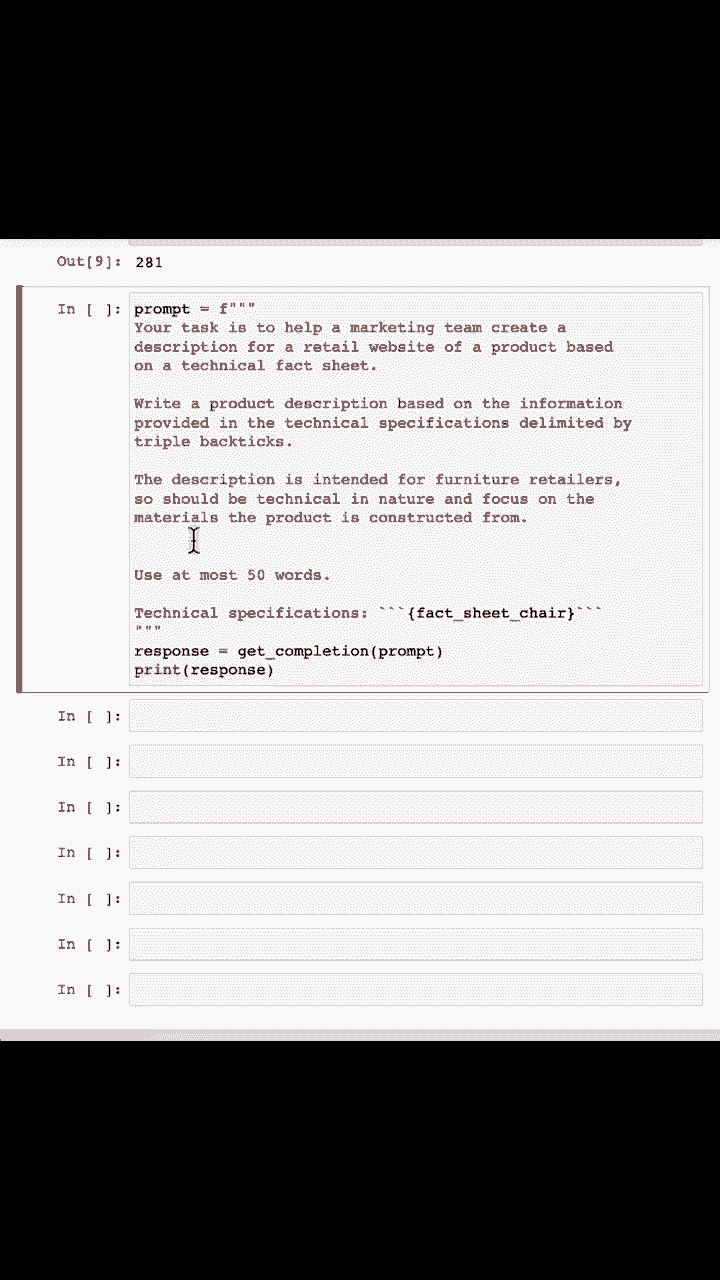 Out[9]: 281
In [ ]: prompt = f"""
Your task is to help a marketing team create a
description for a retail website of a product based
on a technical fact sheet.

Write a product description based on the information
provided in the technical specifications delimited by
triple backticks.

The description is intended for furniture retailers,
so should be technical in nature and focus on the
materials the product is constructed from.

Use at most 50 words.

Technical specifications: ```{fact_sheet_chair}```
"""
response = get_completion(prompt)
print(response)
In [ ]:
In [ ]:
In [ ]:
In [ ]:
In [ ]:
In [ ]:
In [ ]: